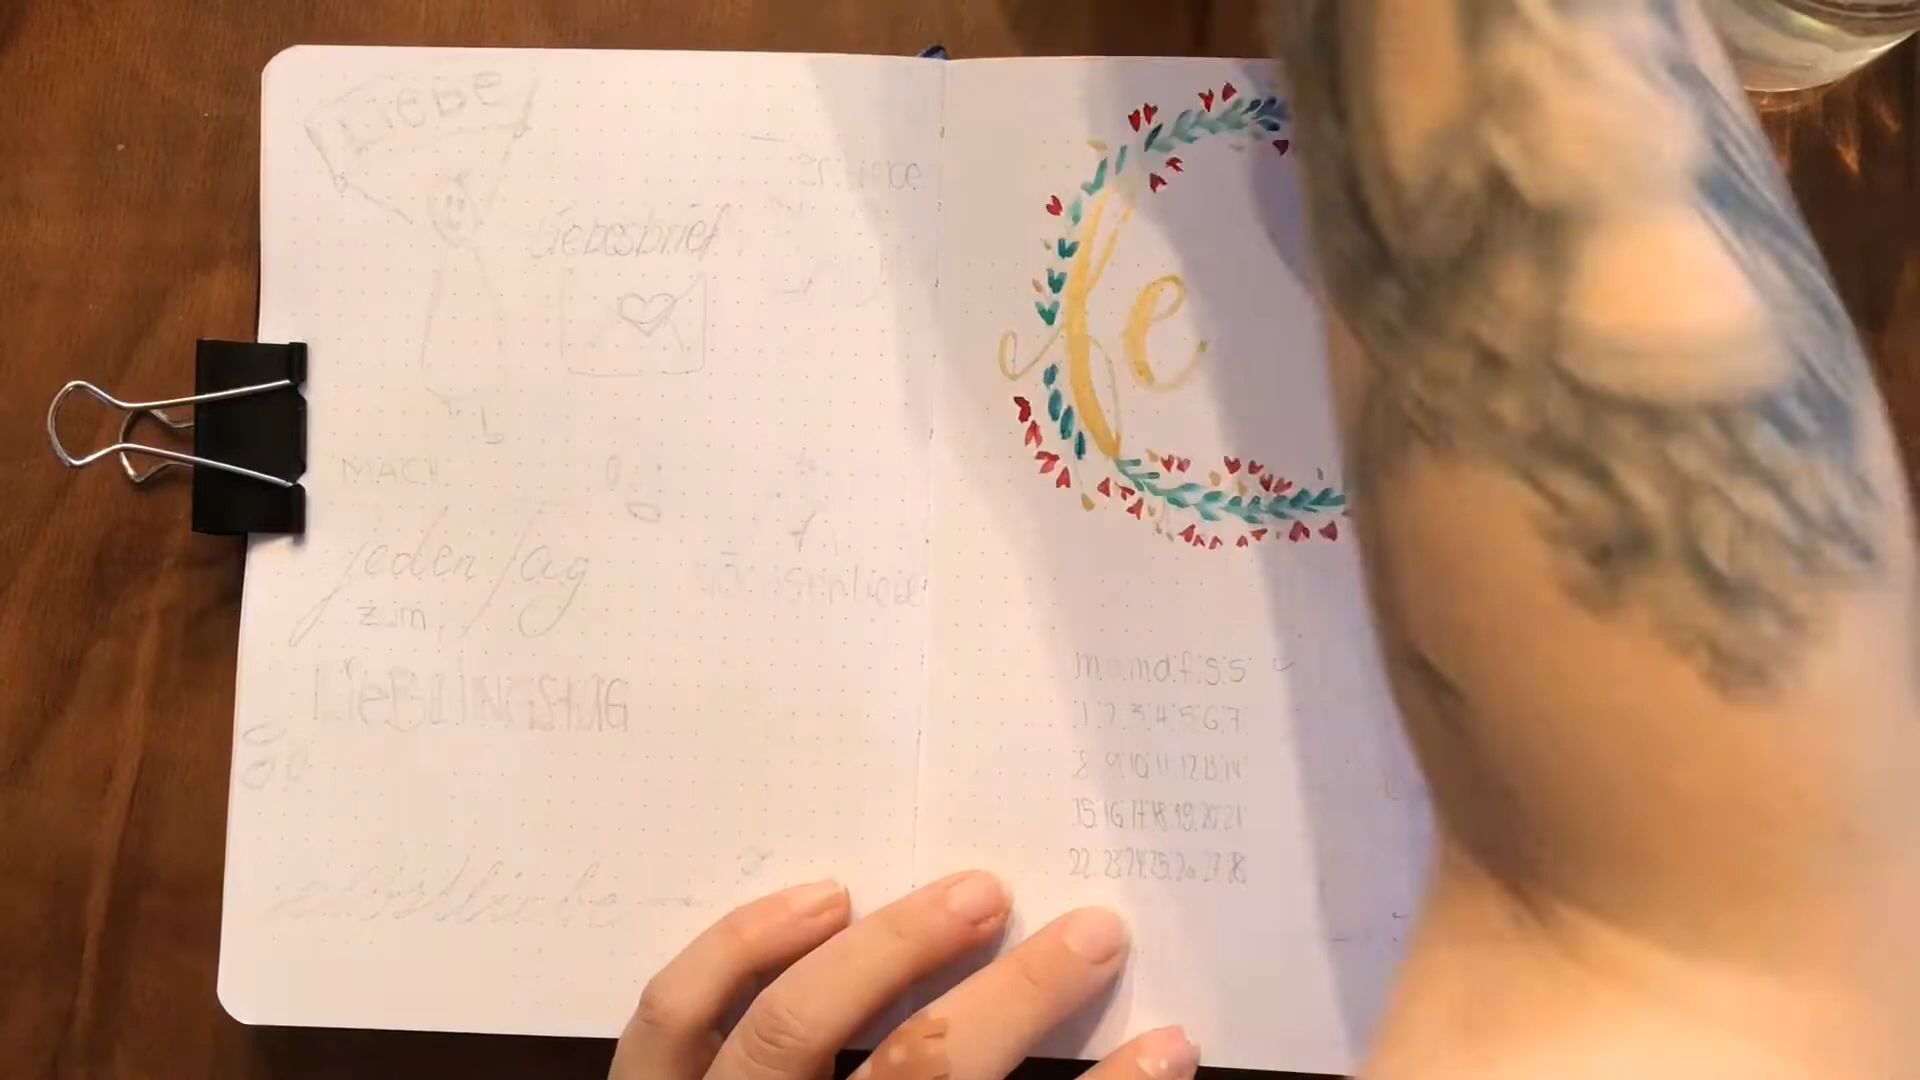 Liebe
Liebesbrief
MACH
jeden Tag
zum
LieBLINGStAG
Selbstliebe
fe
m.d.m.d.f.s.s
1 2 3 4 5 6 7
8 9 10 11 12 13 14
15 16 17 18 19 20 21
22 23 24 25 26 27 28